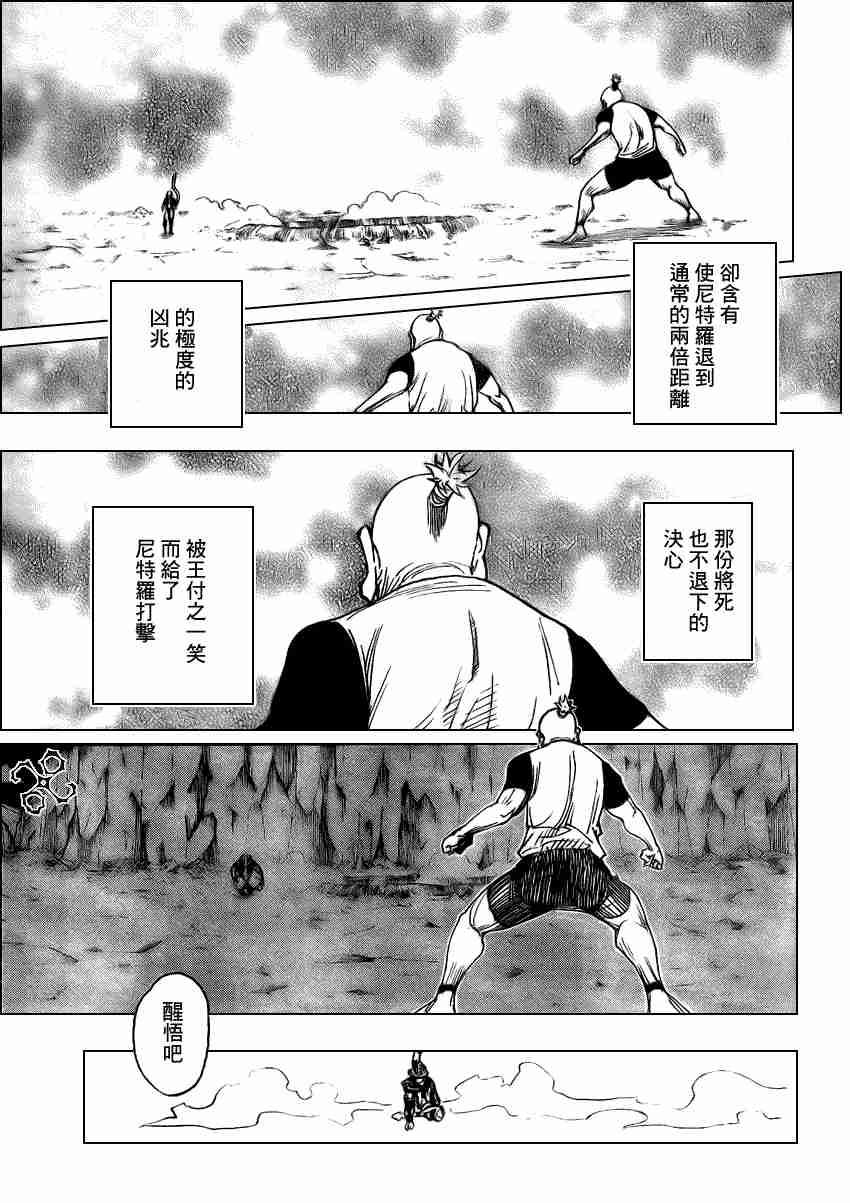 卻含有
使尼特羅退到
通常的兩倍距離
的極度的
凶兆
那份將死
也不退下的
決心
被王付之一笑
而給了
尼特羅打擊
醒悟吧